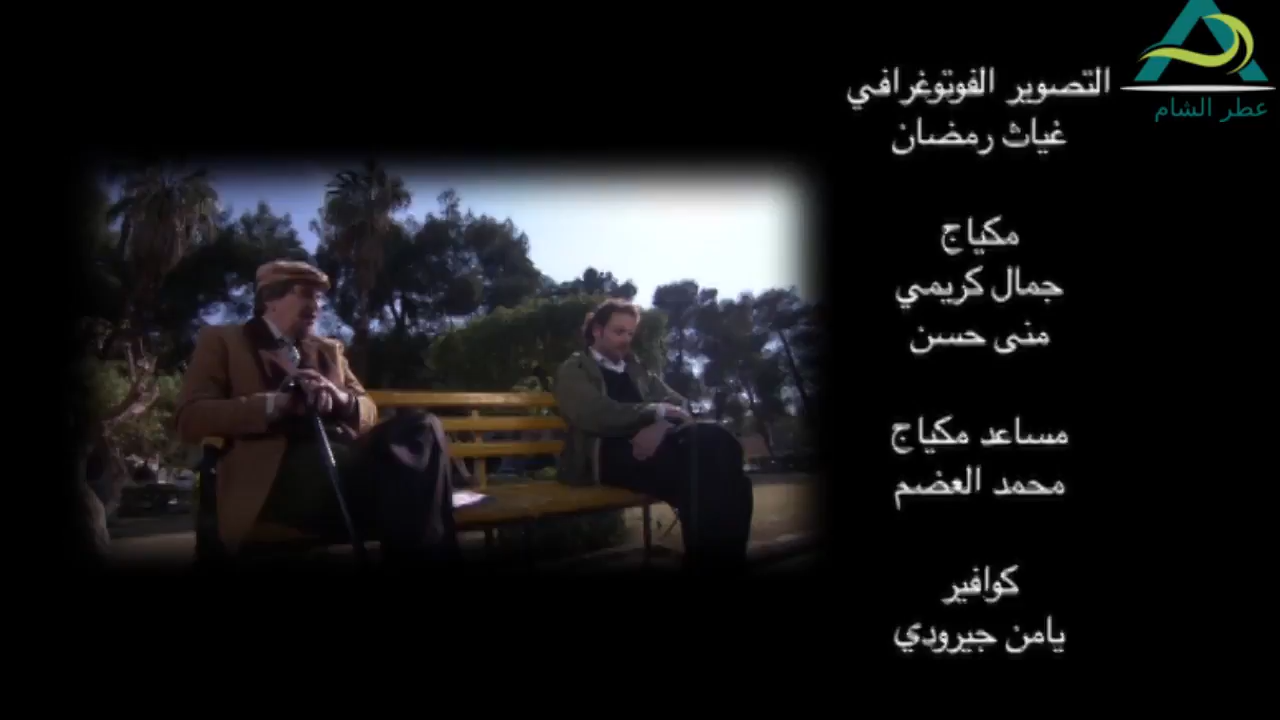 التصوير الفوتوغرافي
غياث رمضان
مكياج
جمال كريمي
منى حسن
مساعد مكياج
محمد العضم
كوافير
يامن جيرودي
عطر الشام